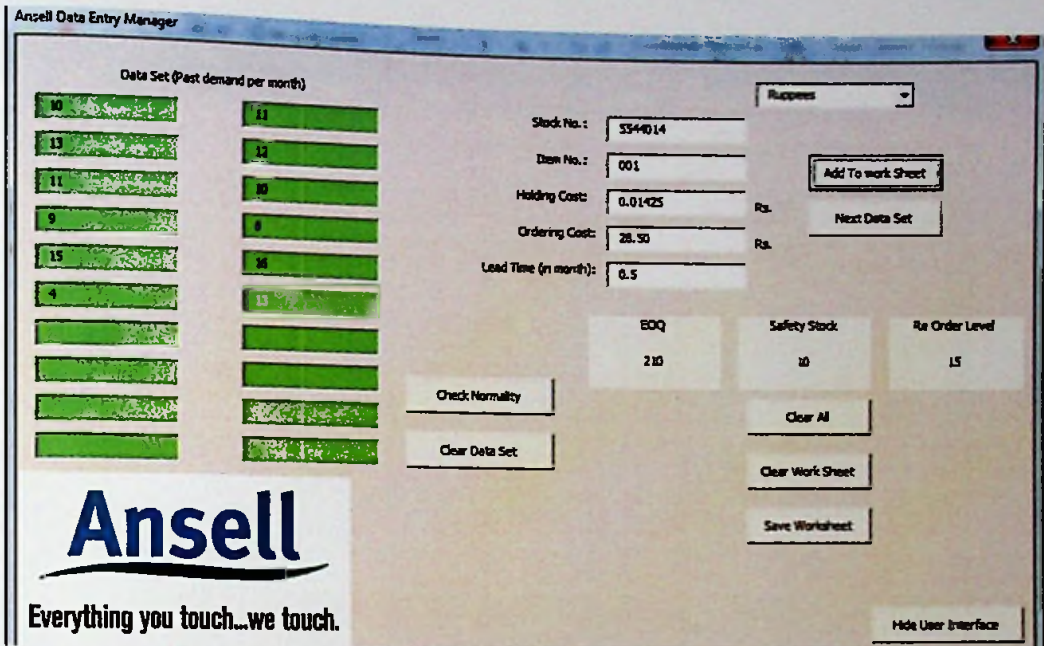 Ansell Data Entry Manager
Data Set (Past demand per month)
10
13
11
9
15
4
11
12
10
8
16
13
Ruppees
Stock No.:
5544014
Item No.:
001
Holding Cost:
0.01425
Rs.
Ordering Cost:
28.50
Rs.
Lead Time (in month):
0.5
Add To work Sheet
Next Data Set
EOQ
210
Safety Stock
10
Re Order Level
15
Check Normality
Clear Data Set
Clear All
Clear Work Sheet
Save Worksheet
Ansell
Everything you touch...we touch.
Hide User Interface